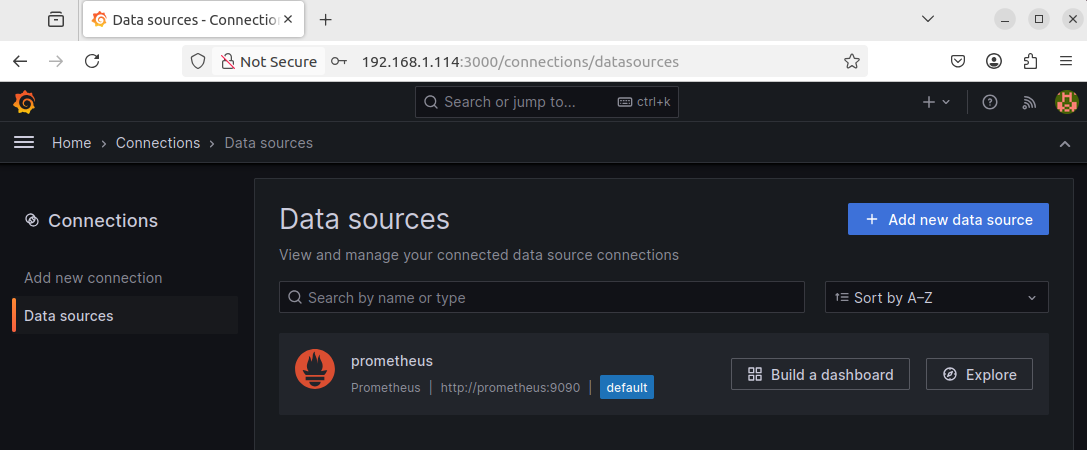 Data sources - Connectio
Not Secure 192.168.1.114:3000/connections/datasources
Search or jump to... ctrl+k
Home › Connections › Data sources
Connections
Add new connection
Data sources
Data sources
Add new data source
View and manage your connected data source connections
Search by name or type
Sort by A–Z
prometheus
Prometheus | http://prometheus:9090 | default
Build a dashboard
Explore